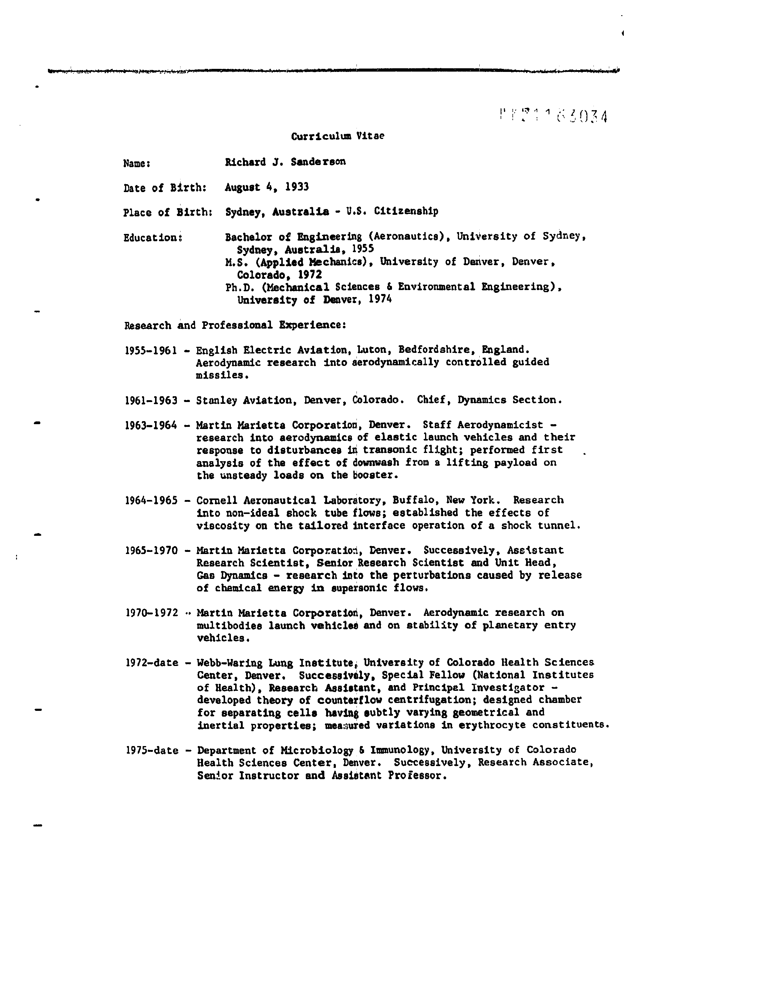 Curriculum Vitae
Name: Richard J. Sanderson
Date of Birth: August 4, 1933
Place of Birth: Sydney, Australia - U.S. Citizenship
Education: Bachelor of Engineering (Aeronautics), University of Sydney,
Sydney, Australia, 1955
M.S. (Applied Mechanics), University of Denver, Denver,
Colorado, 1972
Ph.D. (Mechanical Sciences & Environmental Engineering),
University of Denver, 1974
Research and Professional Experience:
1955-1961 - English Electric Aviation, Luton, Bedfordshire, England.
Aerodynamic research into aerodynamically controlled guided
missiles.
1961-1963 - Stanley Aviation, Denver, Colorado. Chief, Dynamics Section.
1963-1964 - Martin Marietta Corporation, Denver. Staff Aerodynamicist -
research into aerodynamics of elastic launch vehicles and their
response to disturbances in transonic flight; performed first
analysis of the effect of downwash from a lifting payload on
the unsteady loads on the booster.
1964-1965 - Cornell Aeronautical Laboratory, Buffalo, New York. Research
into non-ideal shock tube flows; established the effects of
viscosity on the tailored interface operation of a shock tunnel.
1965-1970 - Martin Marietta Corporation, Denver. Successively, Assistant
Research Scientist, Senior Research Scientist and Unit Head,
Gas Dynamics - research into the perturbations caused by release
of chemical energy in supersonic flows.
1970-1972 - Martin Marietta Corporation, Denver. Aerodynamic research on
multibodies launch vehicles and on stability of planetary entry
vehicles.
1972-date - Webb-Waring Lung Institute, University of Colorado Health Sciences
Center, Denver. Successively, Special Fellow (National Institutes
of Health), Research Assistant, and Principal Investigator -
developed theory of counterflow centrifugation; designed chamber
for separating cells having subtly varying geometrical and
inertial properties; measured variations in erythrocyte constituents.
1975-date - Department of Microbiology & Immunology, University of Colorado
Health Sciences Center, Denver. Successively, Research Associate,
Senior Instructor and Assistant Professor.